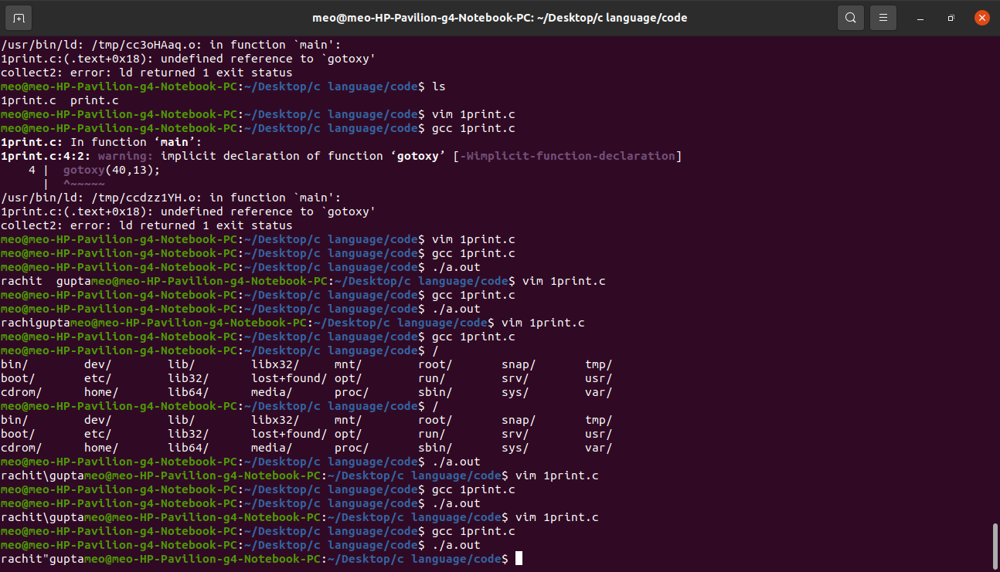 meo@meo-HP-Pavilion-g4-Notebook-PC: ~/Desktop/c language/code
/usr/bin/ld: /tmp/cc3oHAaq.o: in function `main':
1print.c:(.text+0x18): undefined reference to `gotoxy'
collect2: error: ld returned 1 exit status
meo@meo-HP-Pavilion-g4-Notebook-PC:~/Desktop/c language/code$ ls
1print.c  print.c
meo@meo-HP-Pavilion-g4-Notebook-PC:~/Desktop/c language/code$ vim 1print.c
meo@meo-HP-Pavilion-g4-Notebook-PC:~/Desktop/c language/code$ gcc 1print.c
1print.c: In function ‘main’:
1print.c:4:2: warning: implicit declaration of function ‘gotoxy’ [-Wimplicit-function-declaration]
    4 |  gotoxy(40,13);
      |  ^~~~~~
/usr/bin/ld: /tmp/ccdzz1YH.o: in function `main':
1print.c:(.text+0x18): undefined reference to `gotoxy'
collect2: error: ld returned 1 exit status
meo@meo-HP-Pavilion-g4-Notebook-PC:~/Desktop/c language/code$ vim 1print.c
meo@meo-HP-Pavilion-g4-Notebook-PC:~/Desktop/c language/code$ gcc 1print.c
meo@meo-HP-Pavilion-g4-Notebook-PC:~/Desktop/c language/code$ ./a.out
rachit  guptameo@meo-HP-Pavilion-g4-Notebook-PC:~/Desktop/c language/code$ vim 1print.c
meo@meo-HP-Pavilion-g4-Notebook-PC:~/Desktop/c language/code$ gcc 1print.c
meo@meo-HP-Pavilion-g4-Notebook-PC:~/Desktop/c language/code$ ./a.out
rachiguptameo@meo-HP-Pavilion-g4-Notebook-PC:~/Desktop/c language/code$ vim 1print.c
meo@meo-HP-Pavilion-g4-Notebook-PC:~/Desktop/c language/code$ gcc 1print.c
meo@meo-HP-Pavilion-g4-Notebook-PC:~/Desktop/c language/code$ /
bin/        dev/        lib/        libx32/     mnt/        root/       snap/       tmp/
boot/       etc/        lib32/      lost+found/ opt/        run/        srv/        usr/
cdrom/      home/       lib64/      media/      proc/       sbin/       sys/        var/
meo@meo-HP-Pavilion-g4-Notebook-PC:~/Desktop/c language/code$ /
bin/        dev/        lib/        libx32/     mnt/        root/       snap/       tmp/
boot/       etc/        lib32/      lost+found/ opt/        run/        srv/        usr/
cdrom/      home/       lib64/      media/      proc/       sbin/       sys/        var/
meo@meo-HP-Pavilion-g4-Notebook-PC:~/Desktop/c language/code$ ./a.out
rachit\guptameo@meo-HP-Pavilion-g4-Notebook-PC:~/Desktop/c language/code$ vim 1print.c
meo@meo-HP-Pavilion-g4-Notebook-PC:~/Desktop/c language/code$ gcc 1print.c
meo@meo-HP-Pavilion-g4-Notebook-PC:~/Desktop/c language/code$ ./a.out
rachit\guptameo@meo-HP-Pavilion-g4-Notebook-PC:~/Desktop/c language/code$ vim 1print.c
meo@meo-HP-Pavilion-g4-Notebook-PC:~/Desktop/c language/code$ gcc 1print.c
meo@meo-HP-Pavilion-g4-Notebook-PC:~/Desktop/c language/code$ ./a.out
rachit"guptameo@meo-HP-Pavilion-g4-Notebook-PC:~/Desktop/c language/code$